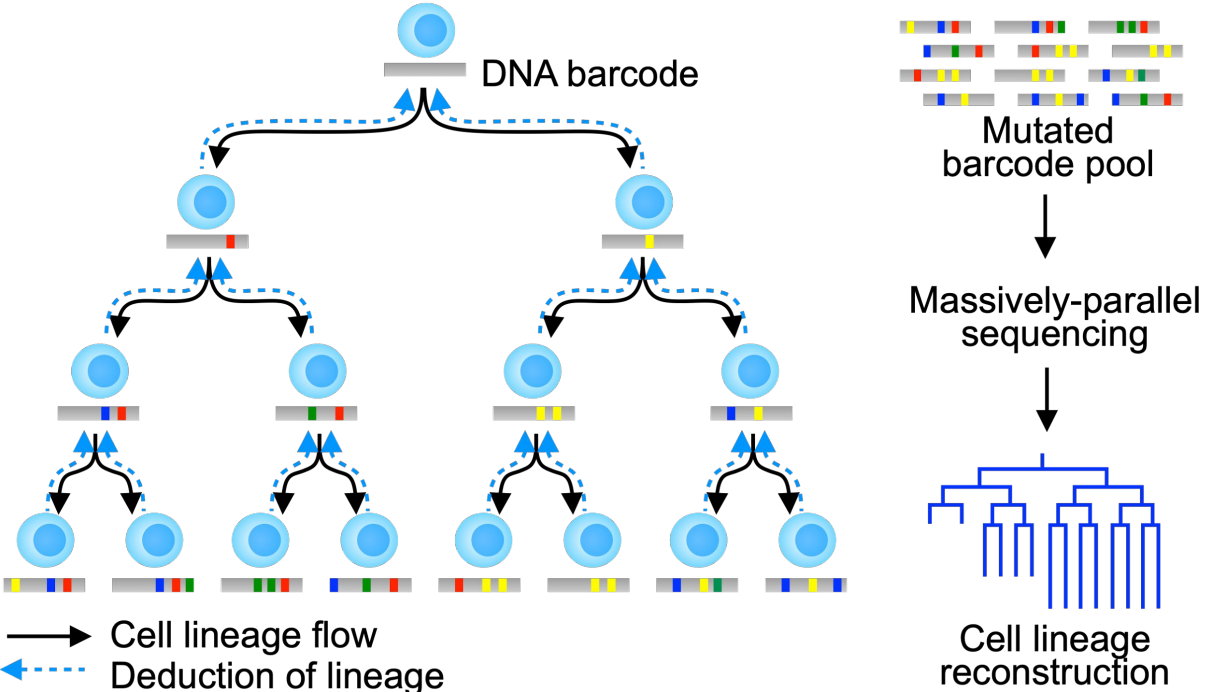 DNA barcode
Cell lineage flow
Deduction of lineage
Mutated
barcode pool
Massively-parallel
sequencing
Cell lineage
reconstruction